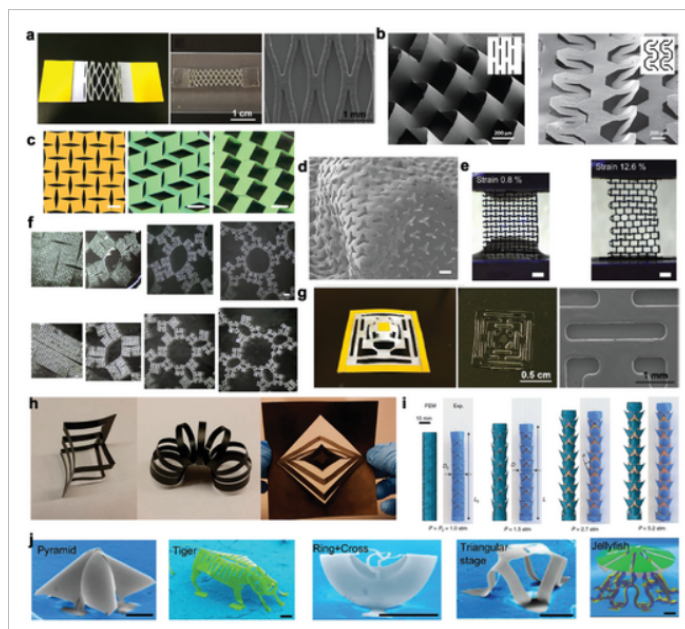 a
1 cm
1 mm
b
200 µm
200 µm
c
d
e
Strain 0.8 %
Strain 12.6 %
f
g
0.5 cm
1 mm
h
i
FEM
Exp.
10 mm
P = P₀ = 1.0 atm
P = 1.5 atm
P = 2.7 atm
P = 5.2 atm
j
Pyramid
Tiger
Ring+Cross
Triangular
stage
Jellyfish